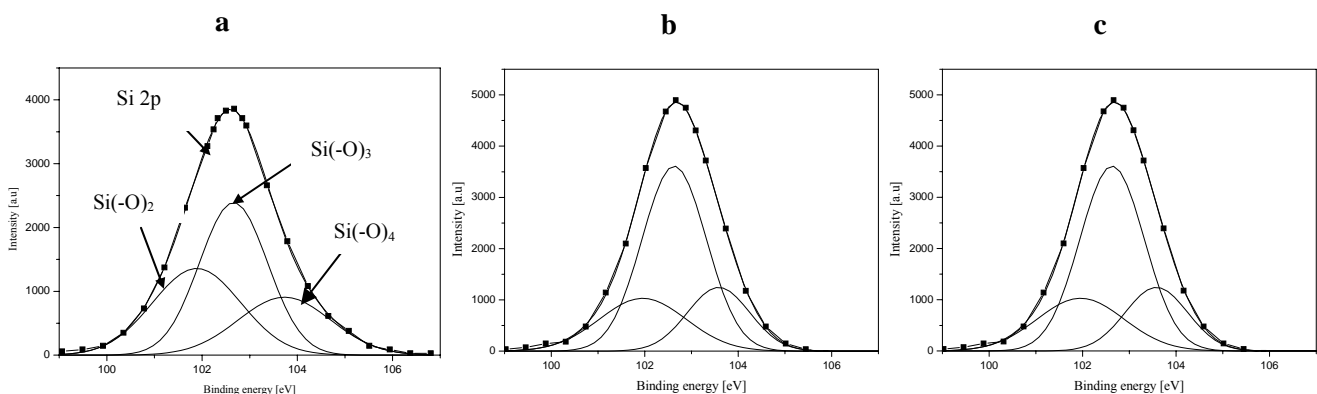 a
b
c
4000
3000
2000
1000
0
Intensity [a.u]
Si 2p
Si(-O)3
Si(-O)2
Si(-O)4
100
102
104
106
Binding energy [eV]
5000
4000
3000
2000
1000
0
Intensity [a.u]
100
102
104
106
Binding energy [eV]
5000
4000
3000
2000
1000
0
Intensity [a.u]
100
102
104
106
Binding energy [eV]